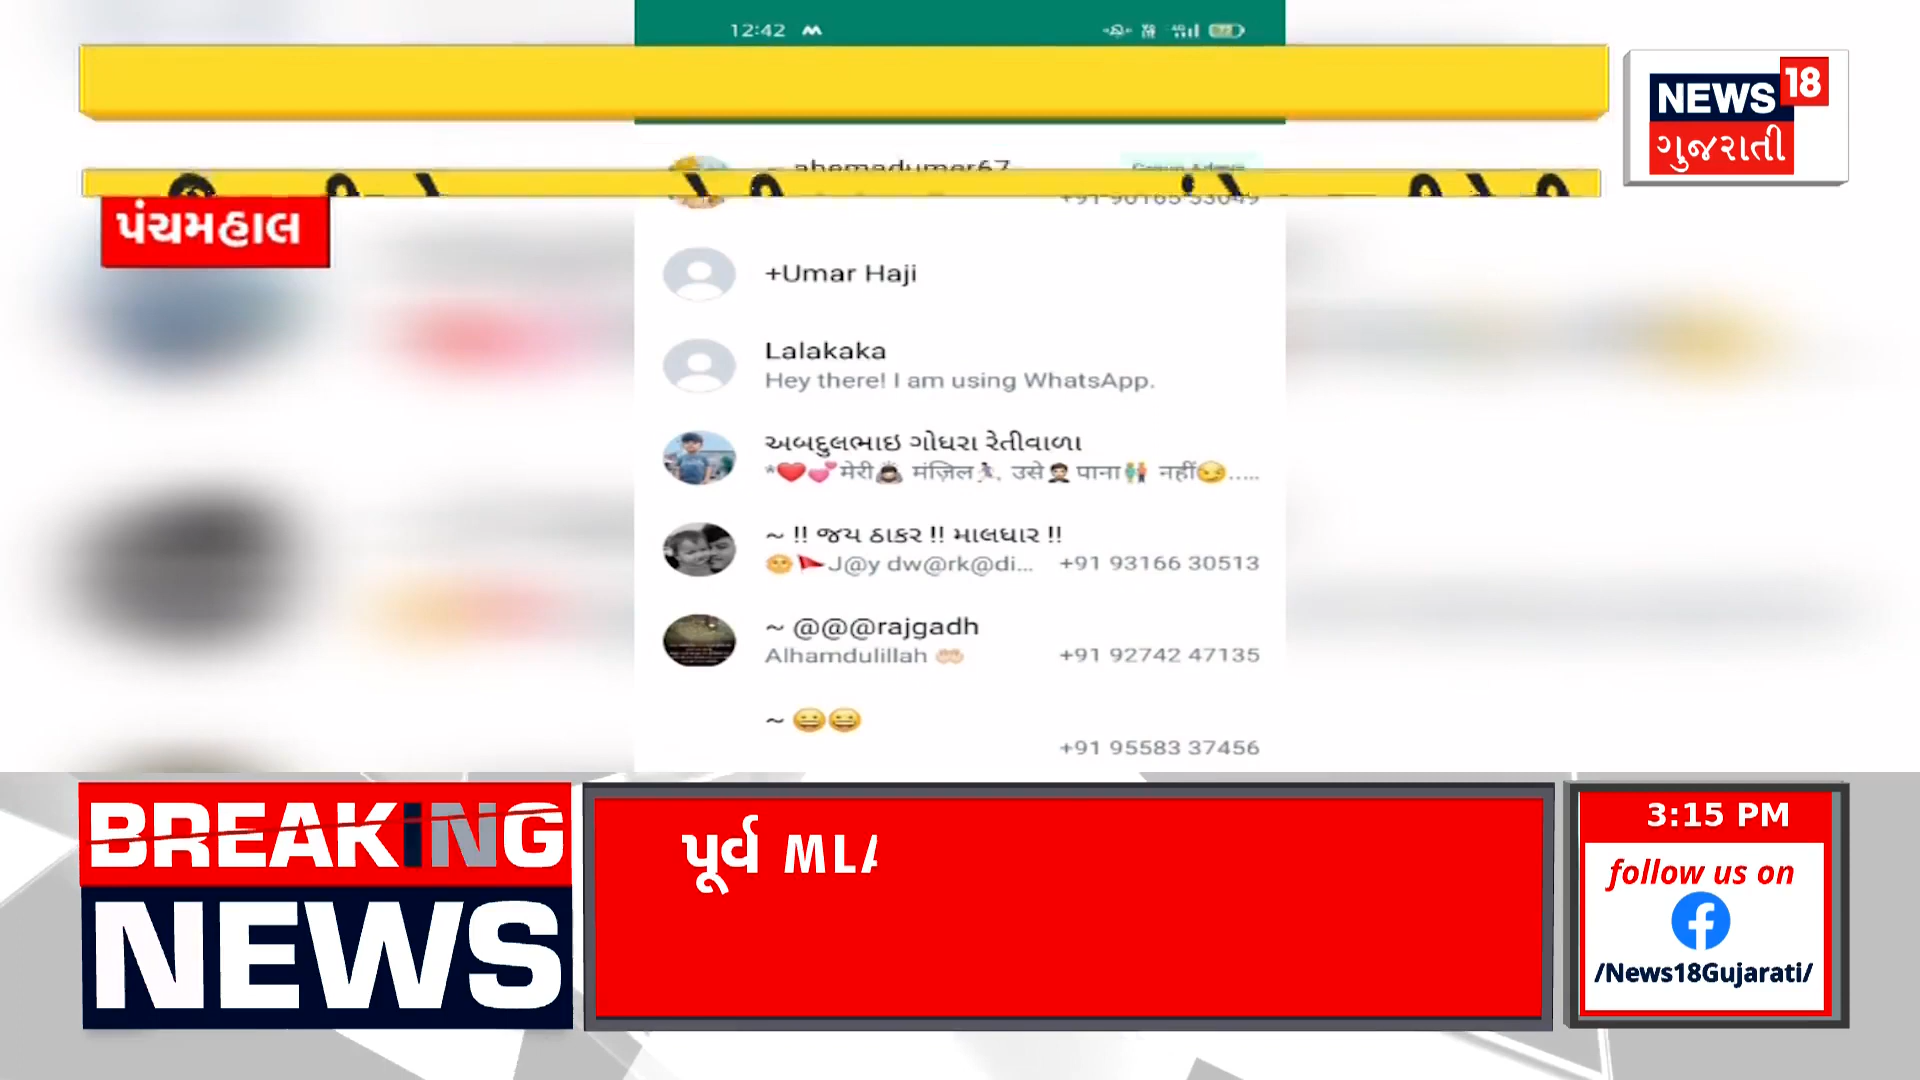 12:42
NEWS 18
ગુજરાતી
પંચમહાલ
+Umar Haji
Lalakaka
Hey there! I am using WhatsApp.
અબદુલભાઇ ગોધરા રેતીવાળા
*❤️💕मेरी🙇 मंज़िल🏃, उसे🤵पाना👫 नहीं😏.....
~ !! જય ઠાકર !! માલધાર !!
🌞🚩J@y dw@rk@di... +91 93166 30513
~ @@@rajgadh
Alhamdulillah 🤲 +91 92742 47135
~ 😄😄
+91 95583 37456
BREAKING
NEWS
પૂર્વ MLA
3:15 PM
follow us on
/News18Gujarati/